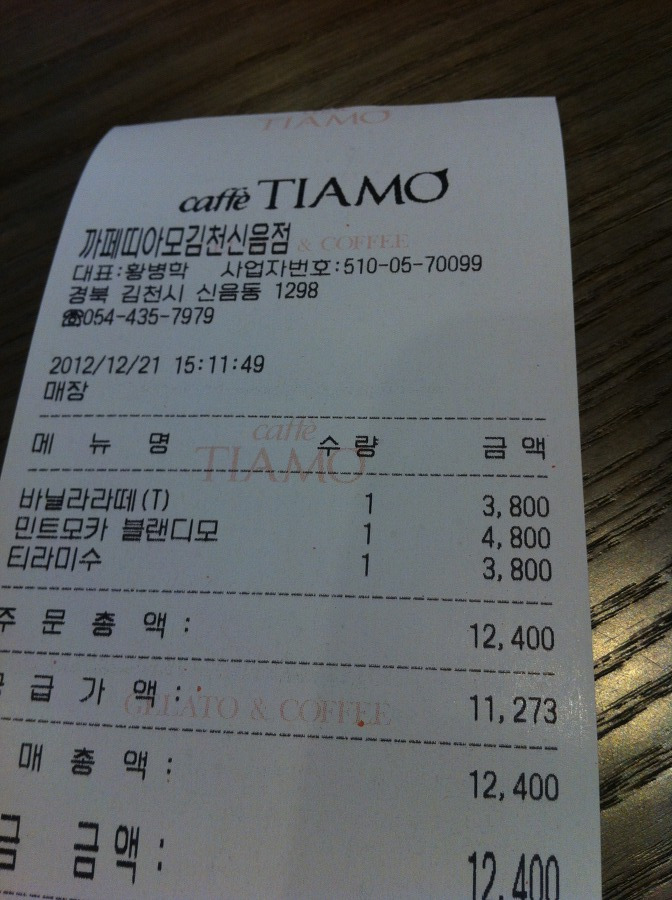 TIAMO
caffè TIAMO
까페띠아모김천신음점
& COFFEE
대표:황병학 사업자번호:510-05-70099
경북 김천시 신음동 1298
☎054-435-7979
2012/12/21 15:11:49
매장
caffè
TIAMO
메 뉴 명 수 량 금 액
바닐라라떼(T) 1 3,800
민트모카 블랜디모 1 4,800
티라미수 1 3,800
주 문 총 액 : 12,400
급 가 액 : 11,273
GELATO & COFFEE
매 총 액 : 12,400
금 금 액 : 12,400